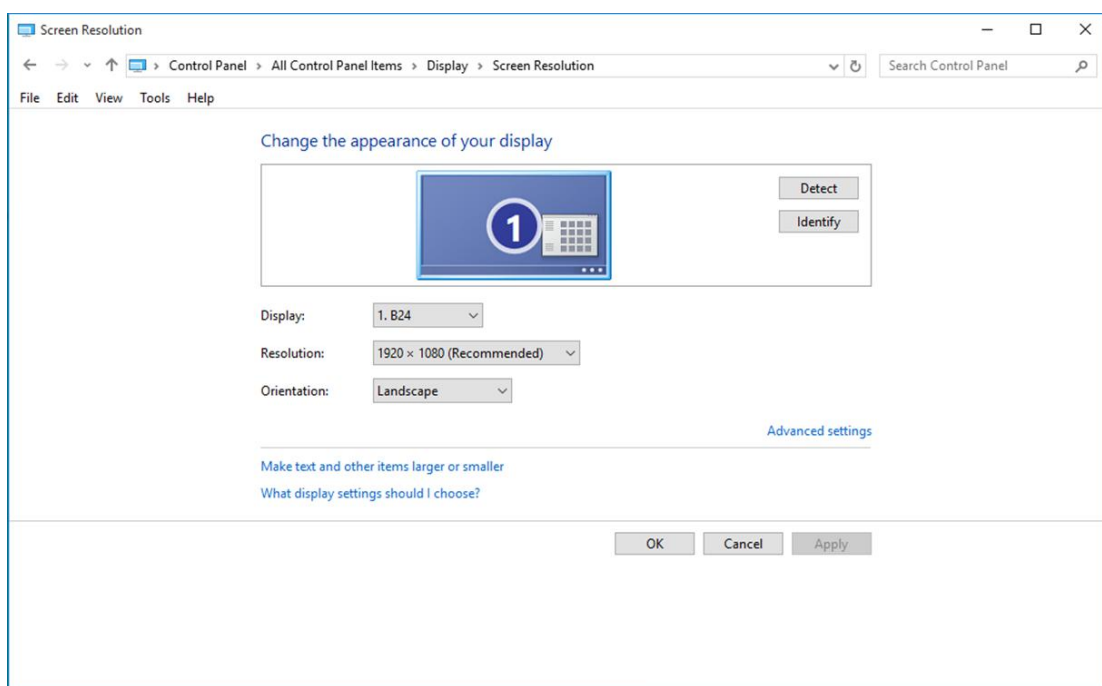 Screen Resolution
Control Panel > All Control Panel Items > Display > Screen Resolution
Search Control Panel
File Edit View Tools Help
Change the appearance of your display
1
Detect
Identify
Display: 1. B24
Resolution: 1920 × 1080 (Recommended)
Orientation: Landscape
Advanced settings
Make text and other items larger or smaller
What display settings should I choose?
OK Cancel Apply